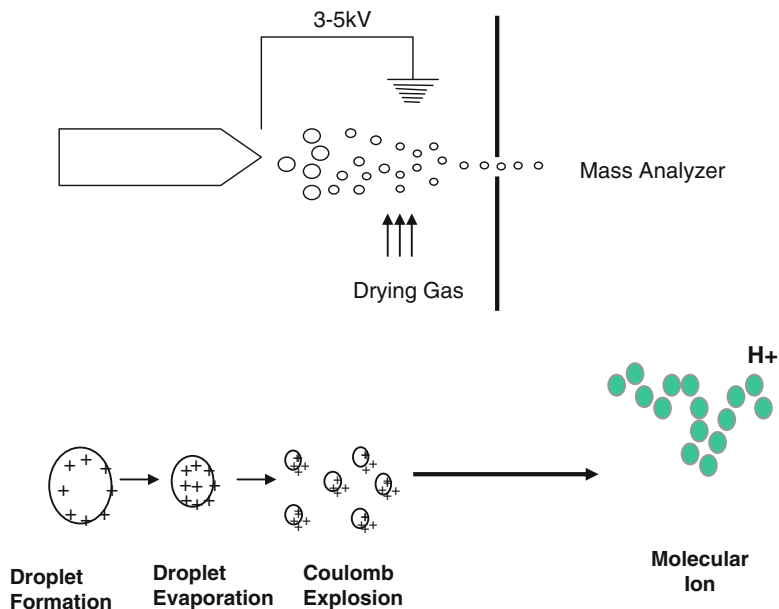 3-5kV
Mass Analyzer
Drying Gas
H+
+ + + + + + + +
+ + + + + + + + +
Droplet
Formation
Droplet
Evaporation
Coulomb
Explosion
Molecular
Ion